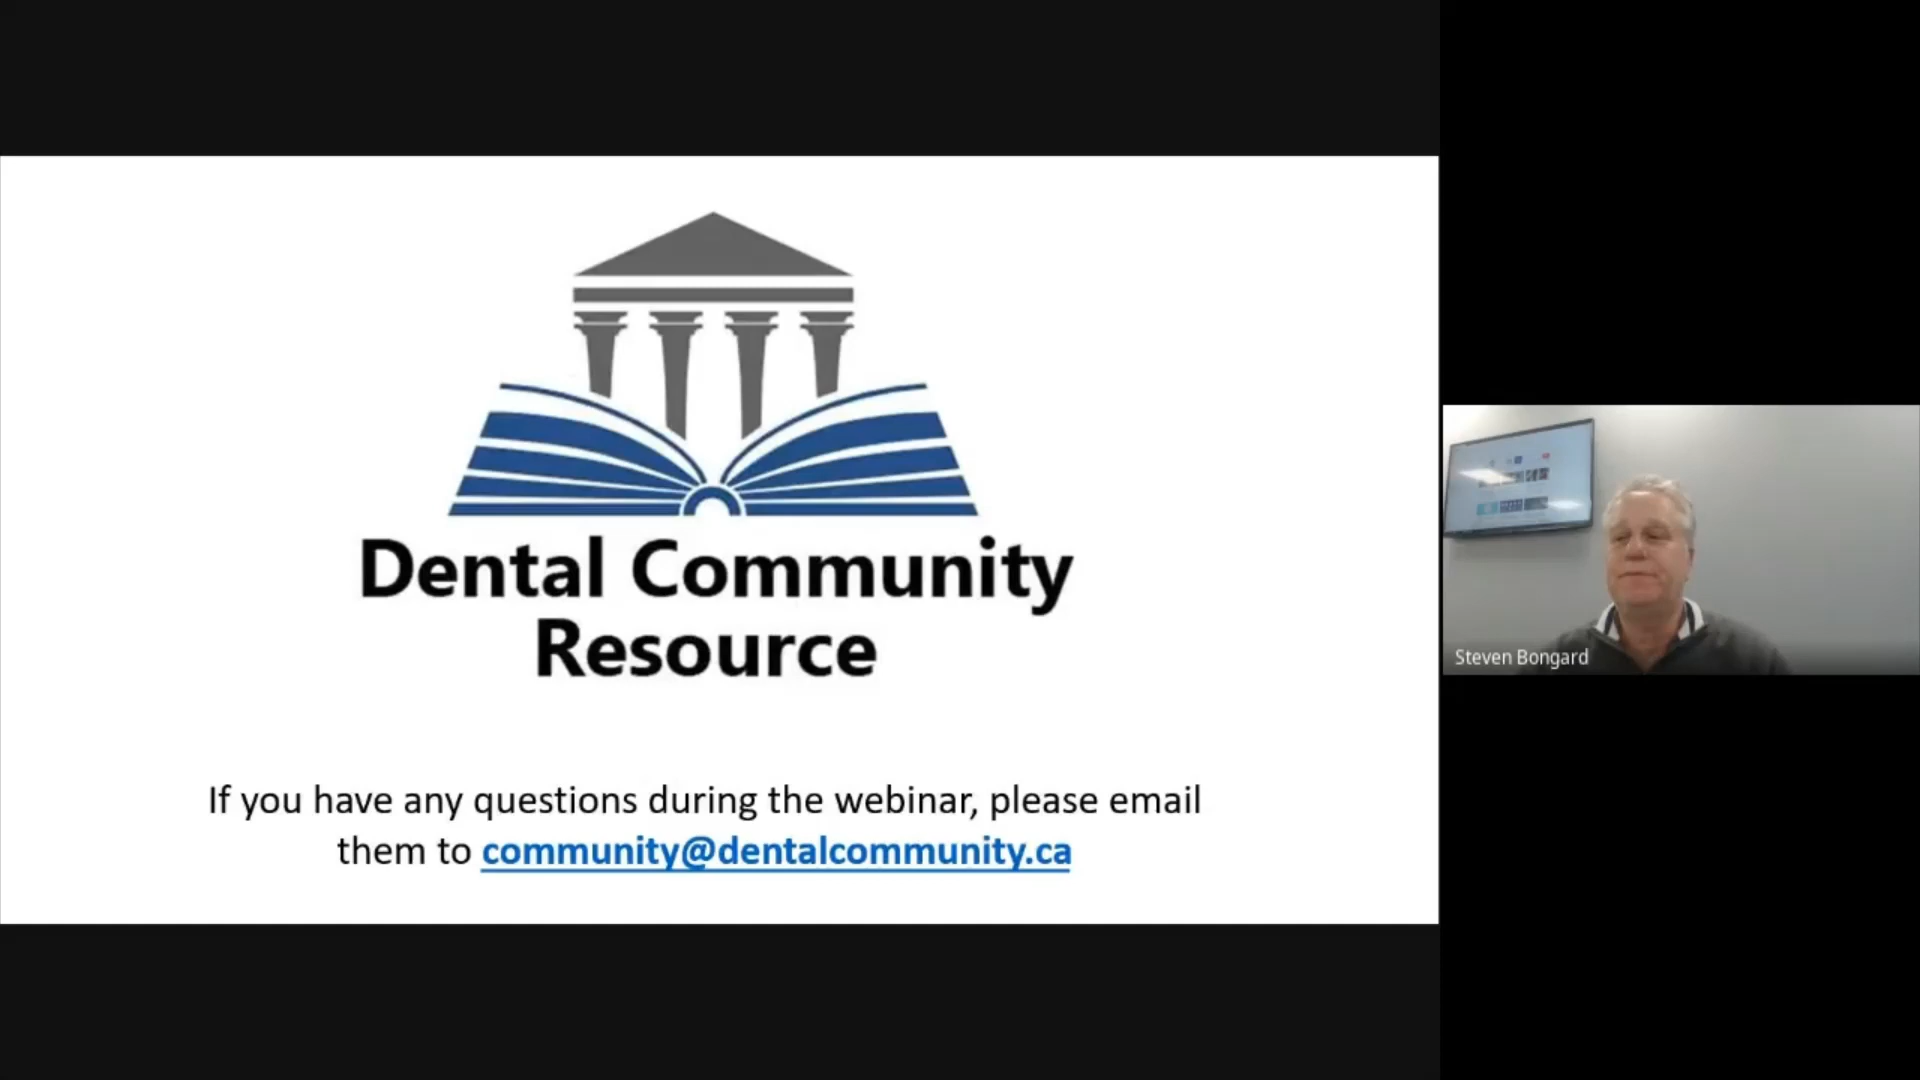 Dental Community
Resource
If you have any questions during the webinar, please email
them to community@dentalcommunity.ca
Steven Bongard